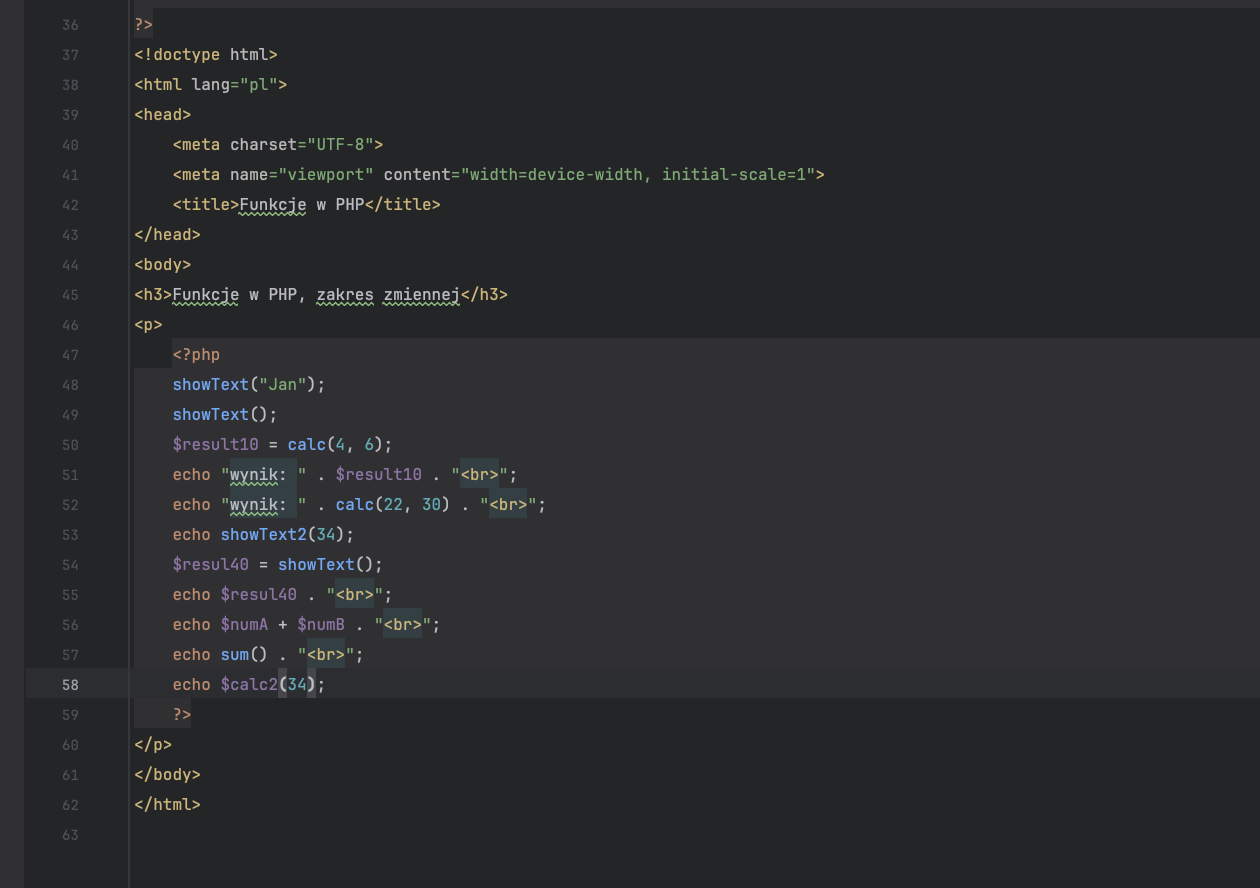 36 ?>
37 <!doctype html>
38 <html lang="pl">
39 <head>
40     <meta charset="UTF-8">
41     <meta name="viewport" content="width=device-width, initial-scale=1">
42     <title>Funkcje w PHP</title>
43 </head>
44 <body>
45 <h3>Funkcje w PHP, zakres zmiennej</h3>
46 <p>
47     <?php
48     showText("Jan");
49     showText();
50     $result10 = calc(4, 6);
51     echo "wynik: " . $result10 . "<br>";
52     echo "wynik: " . calc(22, 30) . "<br>";
53     echo showText2(34);
54     $resul40 = showText();
55     echo $resul40 . "<br>";
56     echo $numA + $numB . "<br>";
57     echo sum() . "<br>";
58     echo $calc2(34);
59     ?>
60 </p>
61 </body>
62 </html>
63